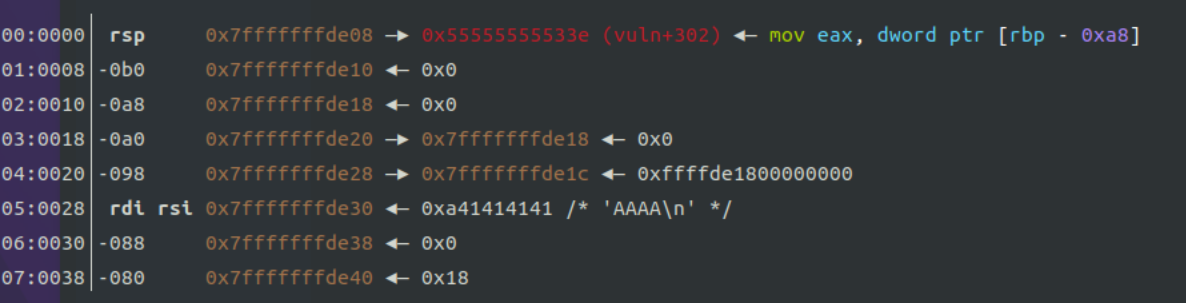 00:0000│ rsp     0x7fffffffde08 —▸ 0x55555555533e (vuln+302) ◂— mov eax, dword ptr [rbp - 0xa8]
01:0008│-0b0     0x7fffffffde10 ◂— 0x0
02:0010│-0a8     0x7fffffffde18 ◂— 0x0
03:0018│-0a0     0x7fffffffde20 —▸ 0x7fffffffde18 ◂— 0x0
04:0020│-098     0x7fffffffde28 —▸ 0x7fffffffde1c ◂— 0xffffde1800000000
05:0028│ rdi rsi 0x7fffffffde30 ◂— 0xa41414141 /* 'AAAA\n' */
06:0030│-088     0x7fffffffde38 ◂— 0x0
07:0038│-080     0x7fffffffde40 ◂— 0x18